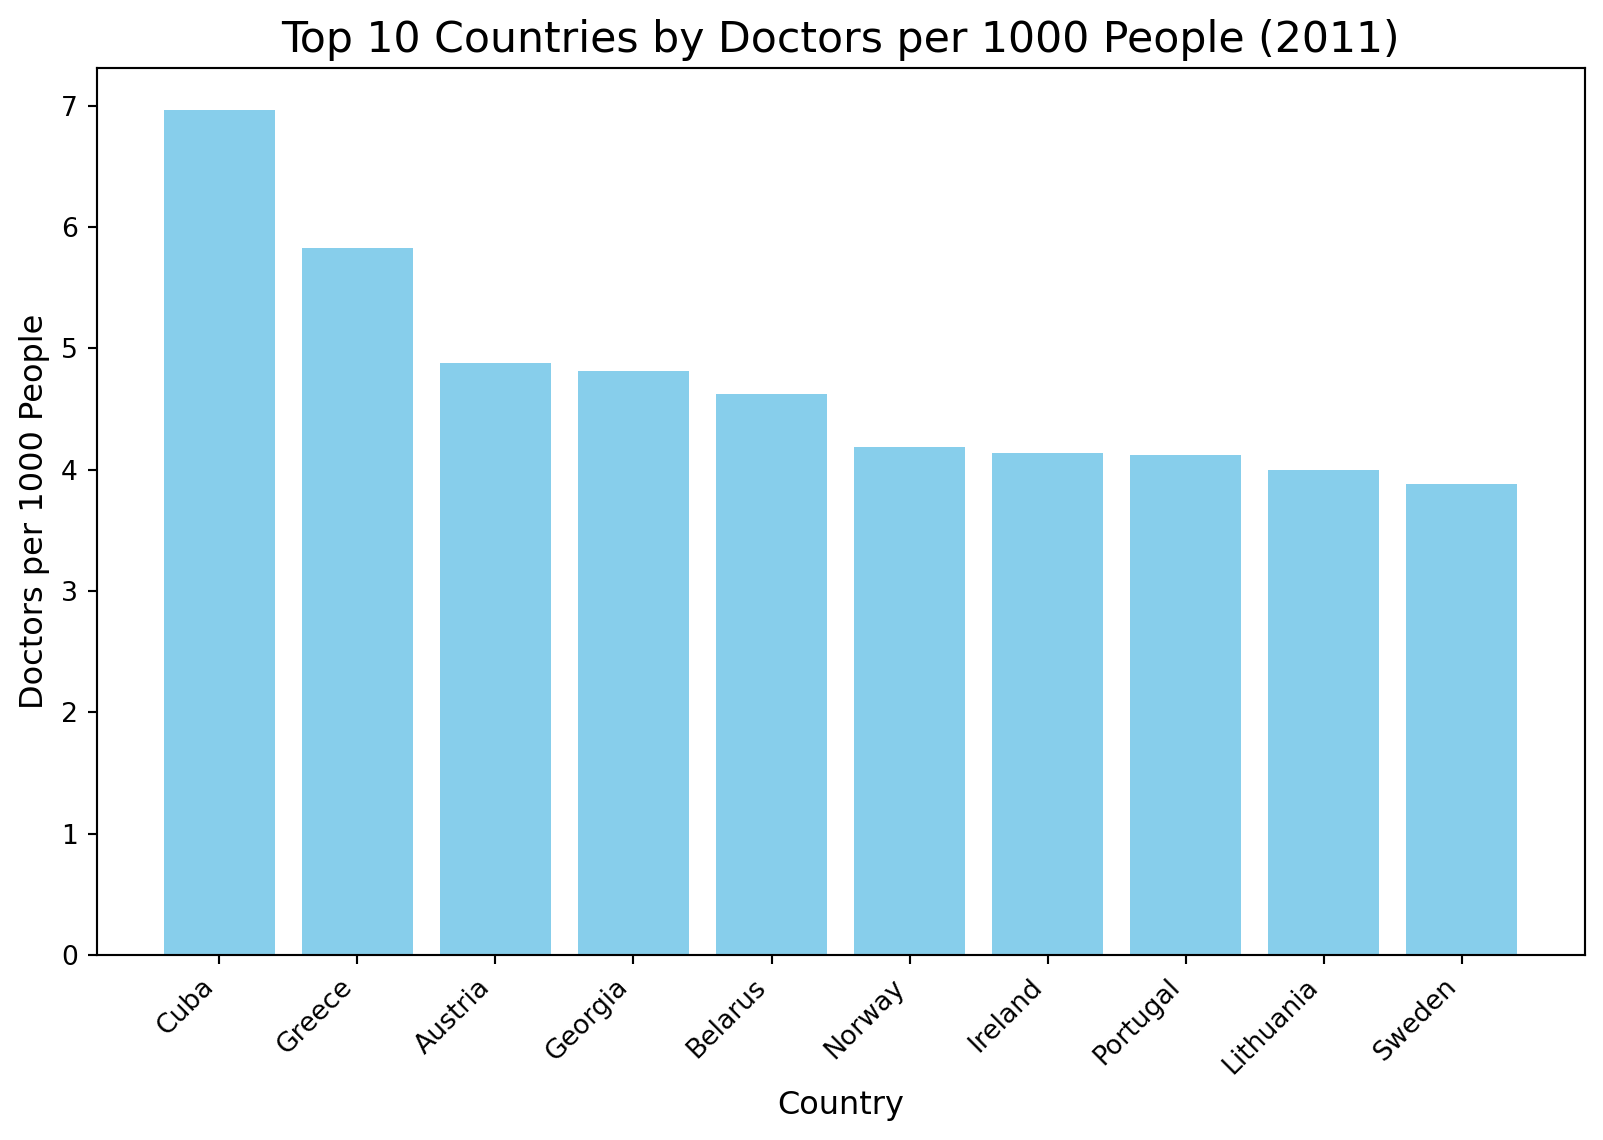 Top 10 Countries by Doctors per 1000 People (2011)
Doctors per 1000 People
7
6
5
4
3
2
1
0
Cuba
Greece
Austria
Georgia
Belarus
Norway
Ireland
Portugal
Lithuania
Sweden
Country